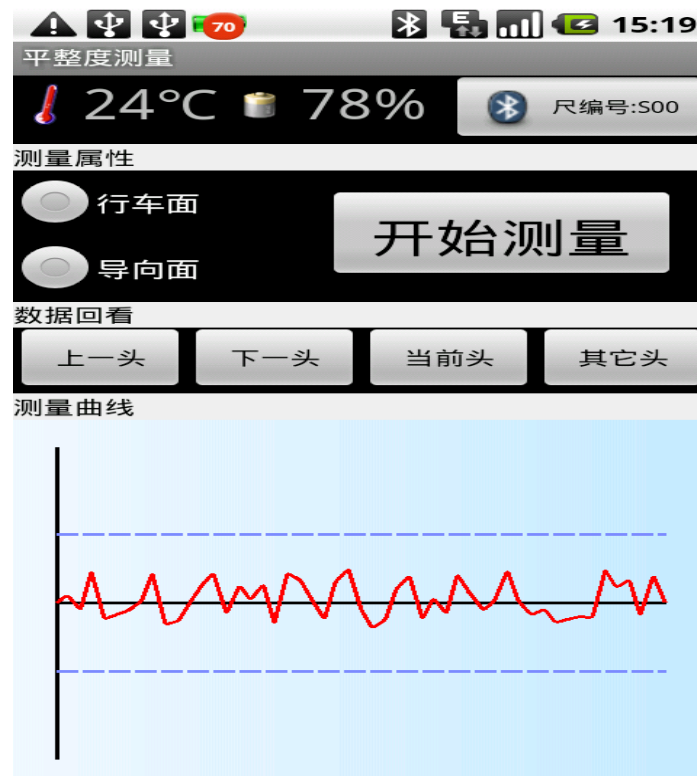 70 E 15:19
平整度测量
24°C 78% 尺编号:S00
测量属性
行车面
开始测量
导向面
数据回看
上一头 下一头 当前头 其它头
测量曲线